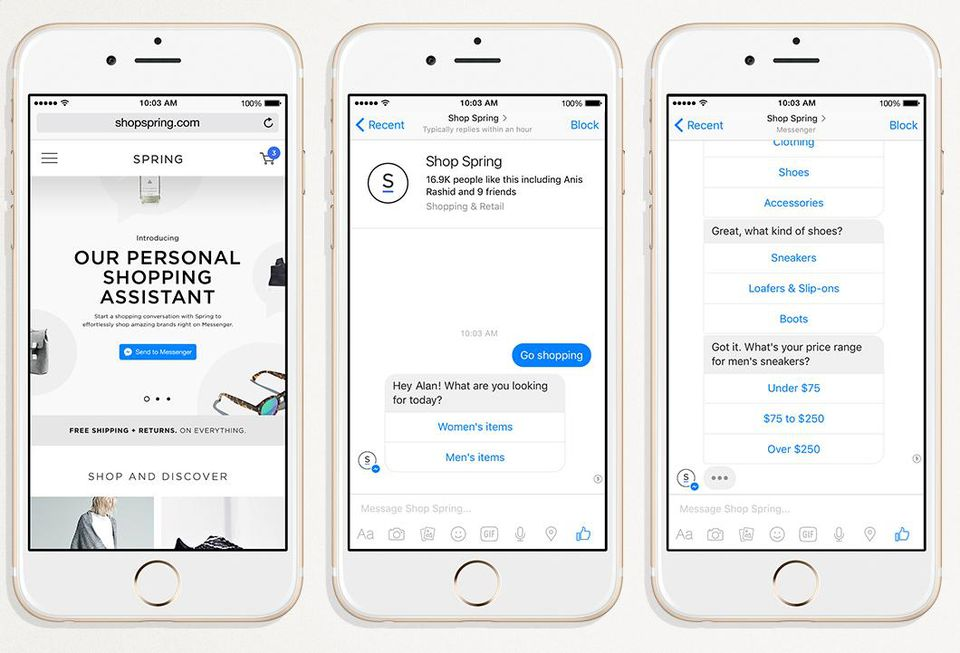 10:03 AM
100%
shopspring.com
SPRING
3
Introducing
OUR PERSONAL
SHOPPING
ASSISTANT
Start a shopping conversation with Spring to
effortlessly shop amazing brands right on Messenger.
Send to Messenger
FREE SHIPPING + RETURNS. ON EVERYTHING.
SHOP AND DISCOVER
10:03 AM
100%
Recent
Shop Spring
Typically replies within an hour
Block
S
Shop Spring
16.9K people like this including Anis
Rashid and 9 friends
Shopping & Retail
10:03 AM
Go shopping
Hey Alan! What are you looking
for today?
Women's items
Men's items
S
Message Shop Spring...
Aa
GIF
10:03 AM
100%
Recent
Shop Spring
Messenger
Block
Clothing
Shoes
Accessories
Great, what kind of shoes?
Sneakers
Loafers & Slip-ons
Boots
Got it. What's your price range
for men's sneakers?
Under $75
$75 to $250
Over $250
S
Message Shop Spring...
Aa
GIF